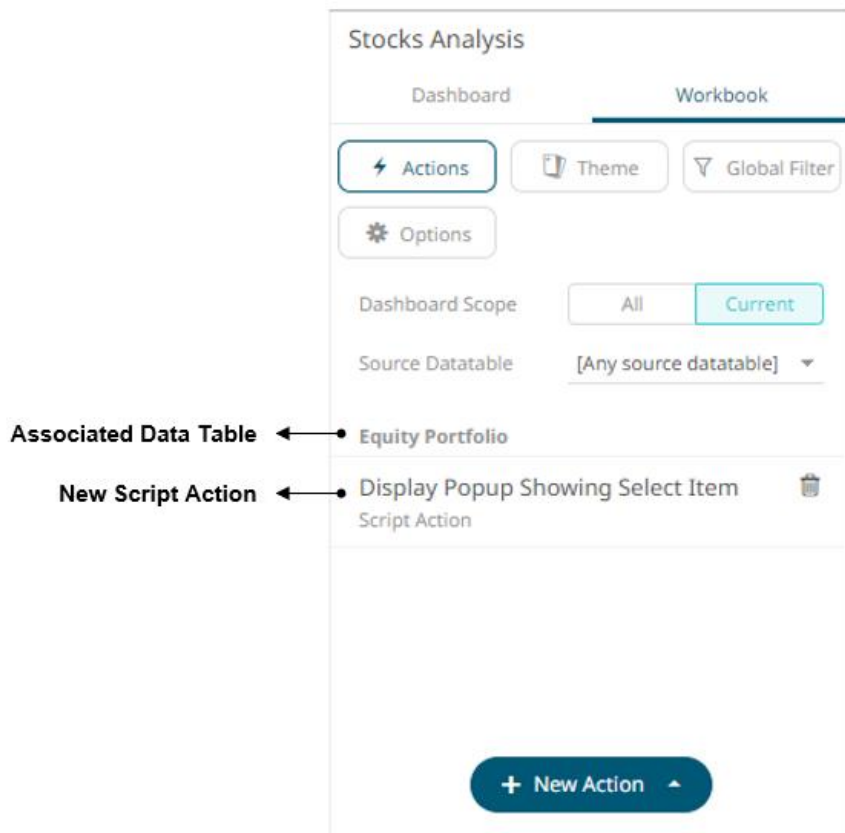 Stocks Analysis
Dashboard Workbook
Actions Theme Global Filter
Options
Dashboard Scope All Current
Source Datatable [Any source datatable]
Associated Data Table Equity Portfolio
New Script Action Display Popup Showing Select Item
Script Action
+ New Action